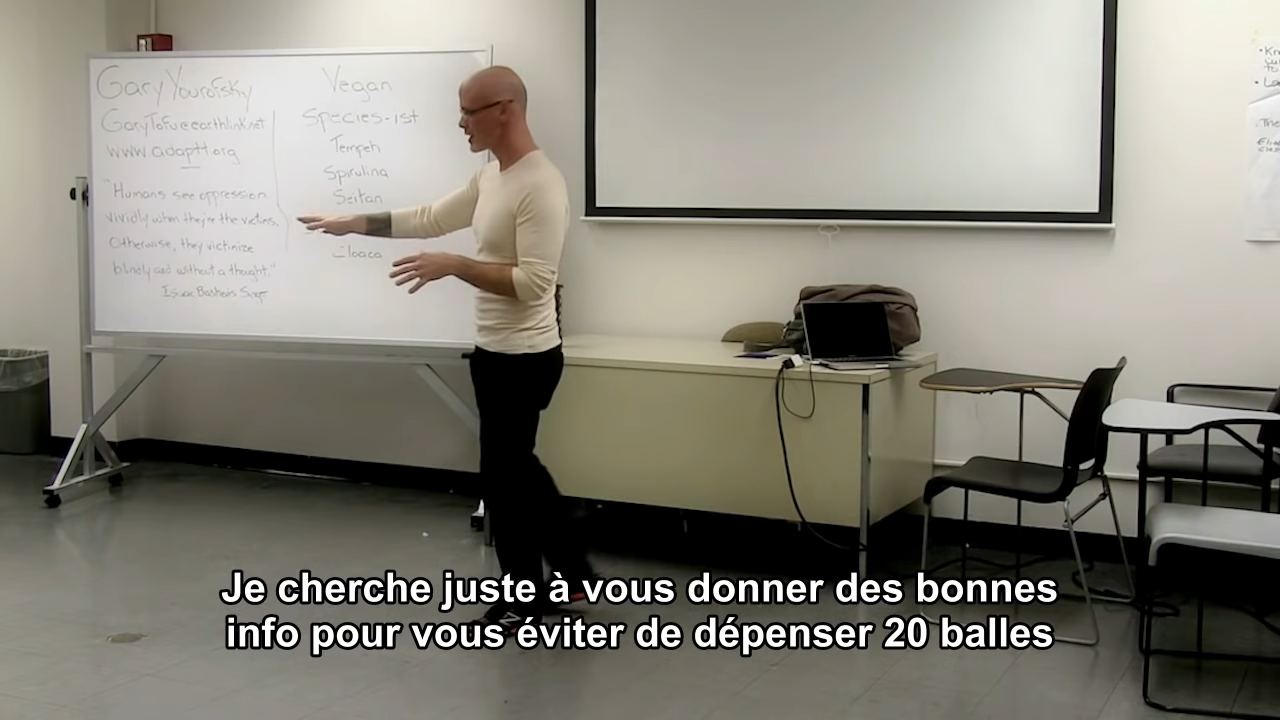 Gary Yourofsky
GaryTofu@earthlink.net
www.adaptt.org
"Humans see oppression
vividly when they're the victims.
Otherwise, they victimize
blindly and without a thought."
Isaac Bashevis Singer
Vegan
Species-ist
Tempeh
Spirulina
Seitan
Cloaca
Je cherche juste à vous donner des bonnes
info pour vous éviter de dépenser 20 balles